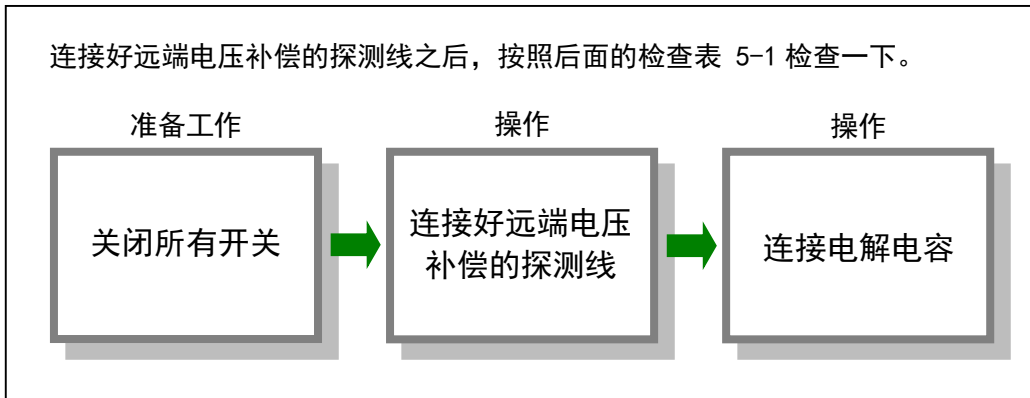 连接好远端电压补偿的探测线之后，按照后面的检查表 5-1 检查一下。
准备工作
操作
操作
关闭所有开关
连接好远端电压
补偿的探测线
连接电解电容